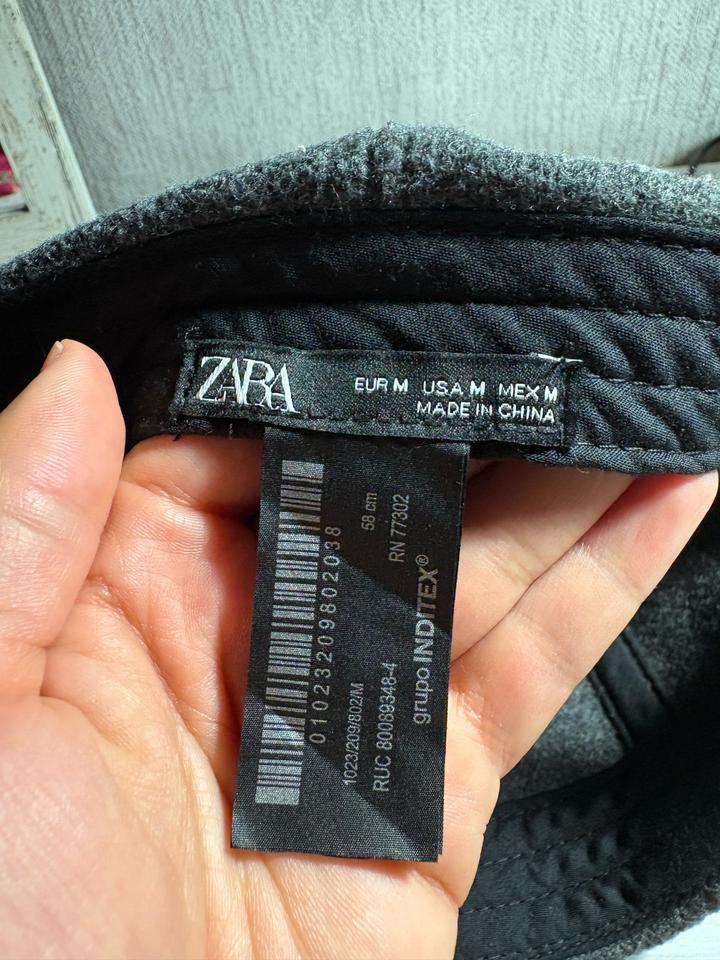 ZARA
EUR M USA M MEX M
MADE IN CHINA
01023209802038
58 cm
1023/209/802/M
RN 77302
RUC 80089348-4
grupo INDITEX®